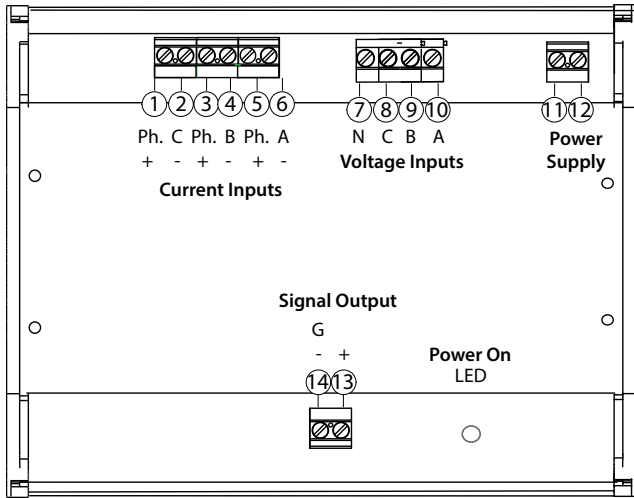 1 2 3 4 5 6 7 8 9 10 11 12
Ph. C Ph. B Ph. A N C B A Power
+ - + - + - Voltage Inputs Supply
Current Inputs
Signal Output
G
- + Power On
LED
14 13